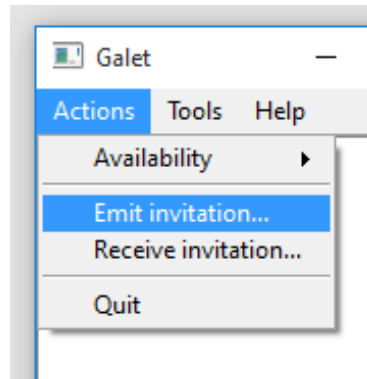 Galet
Actions Tools Help
Availability
Emit invitation...
Receive invitation...
Quit